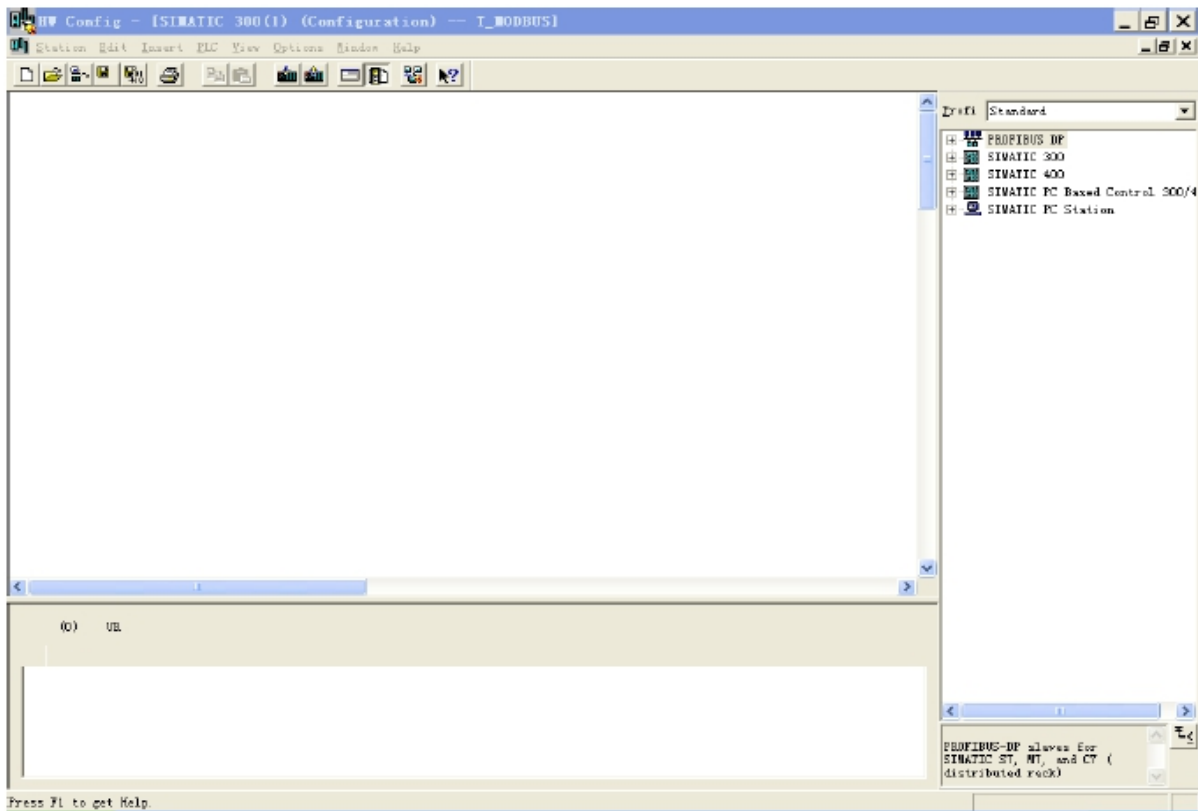 HW Config - [SIMATIC 300(1) (Configuration) -- T_MODBUS]
Station Edit Insert PLC View Options Window Help
Profi Standard
PROFIBUS DP
SIMATIC 300
SIMATIC 400
SIMATIC PC Based Control 300/4
SIMATIC PC Station
(0) UR
PROFIBUS-DP slaves for
SIMATIC S7, M7, and C7 (
distributed rack)
Press F1 to get Help.